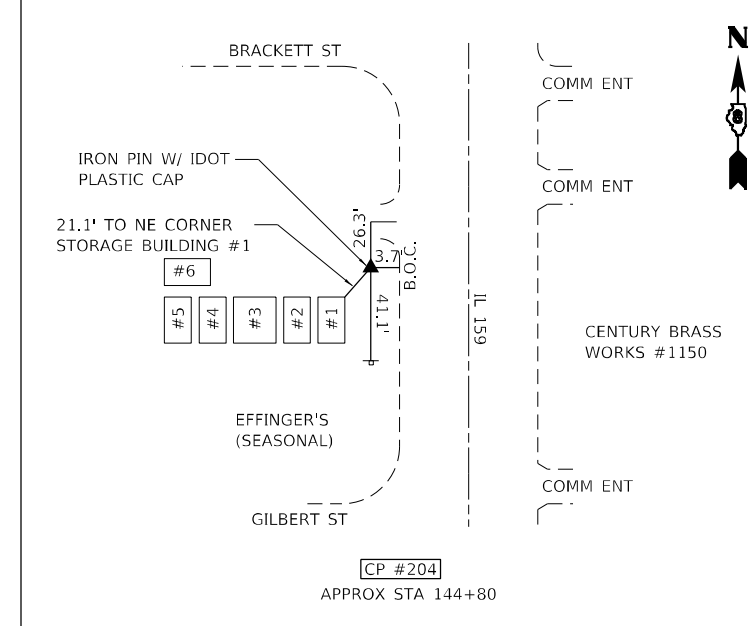 BRACKETT ST
N
COMM ENT
IRON PIN W/ IDOT
PLASTIC CAP
COMM ENT
21.1' TO NE CORNER
STORAGE BUILDING #1
26.3'
3.7'
B.O.C.
#6
#5
#4
#3
#2
#1
41.1'
IL 159
CENTURY BRASS
WORKS #1150
EFFINGER'S
(SEASONAL)
COMM ENT
GILBERT ST
CP #204
APPROX STA 144+80